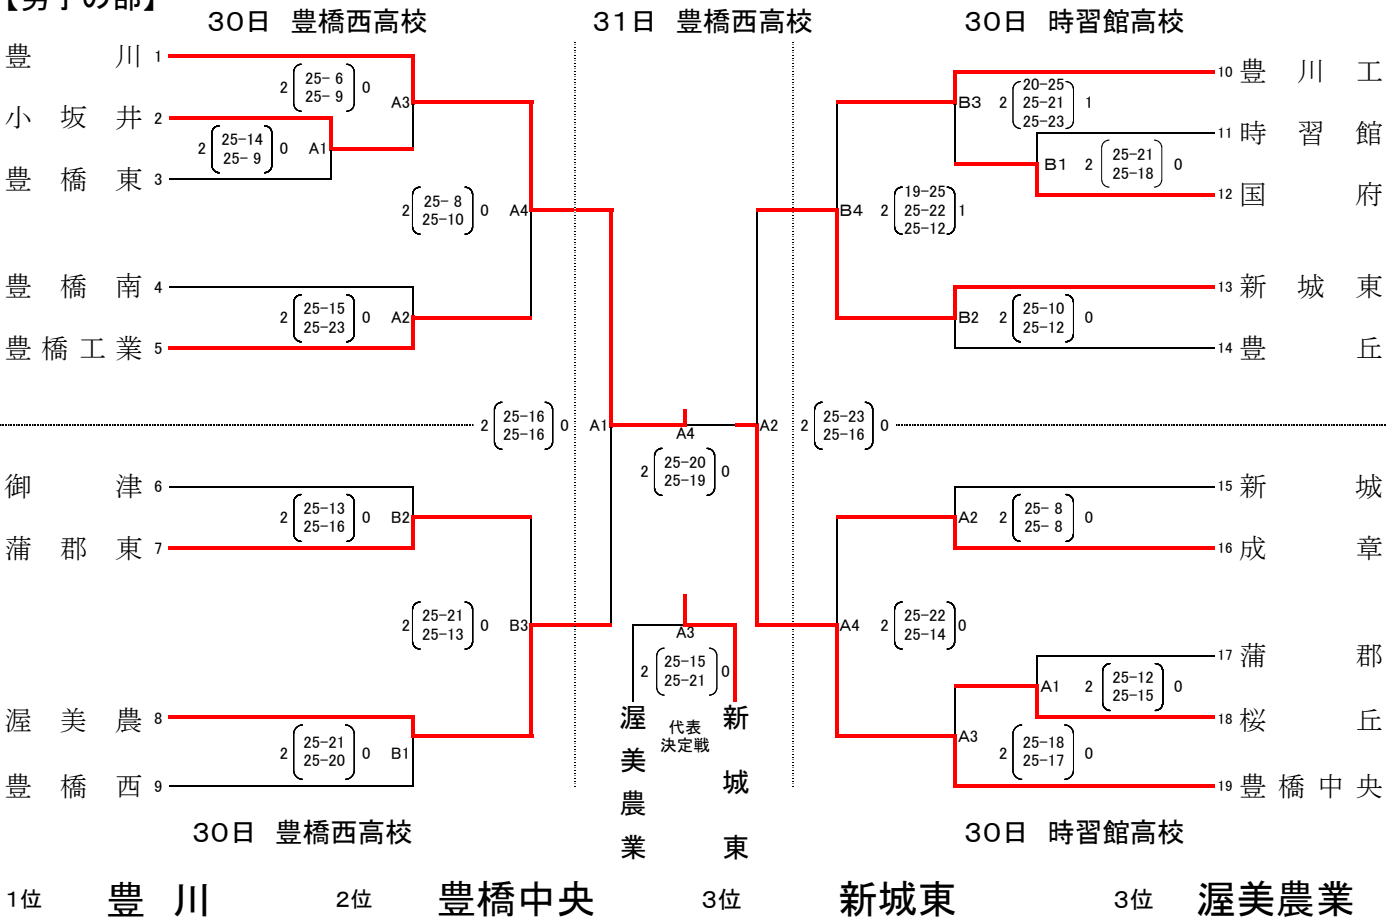 【男子の部】
30日 豊橋西高校
31日 豊橋西高校
30日 時習館高校
豊川 1
小坂井 2
豊橋東 3
豊橋南 4
豊橋工業 5
御津 6
蒲郡東 7
渥美農 8
豊橋西 9
2 25-6 0 A3
25-9
2 25-14 0 A1
25-9
2 25-8 0 A4
25-10
2 25-15 0 A2
25-23
2 25-16 0 A1
25-16
2 25-13 0 B2
25-16
2 25-21 0 B3
25-13
2 25-21 0 B1
25-20
A4
2 25-20 0
25-19
A3
2 25-15 0
25-21
代表
決定戦
渥美農業
新城東
10 豊川工
11 時習館
12 国府
13 新城東
14 豊丘
15 新城
16 成章
17 蒲郡
18 桜丘
19 豊橋中央
B3 2 20-25 1
25-21
25-23
B1 2 25-21 0
25-18
B4 2 19-25 1
25-22
25-12
B2 2 25-10 0
25-12
A2 2 25-23 0
25-16
A2 2 25-8 0
25-8
A4 2 25-22 0
25-14
A1 2 25-12 0
25-15
A3 2 25-18 0
25-17
30日 豊橋西高校
30日 時習館高校
1位 豊川 2位 豊橋中央 3位 新城東 3位 渥美農業